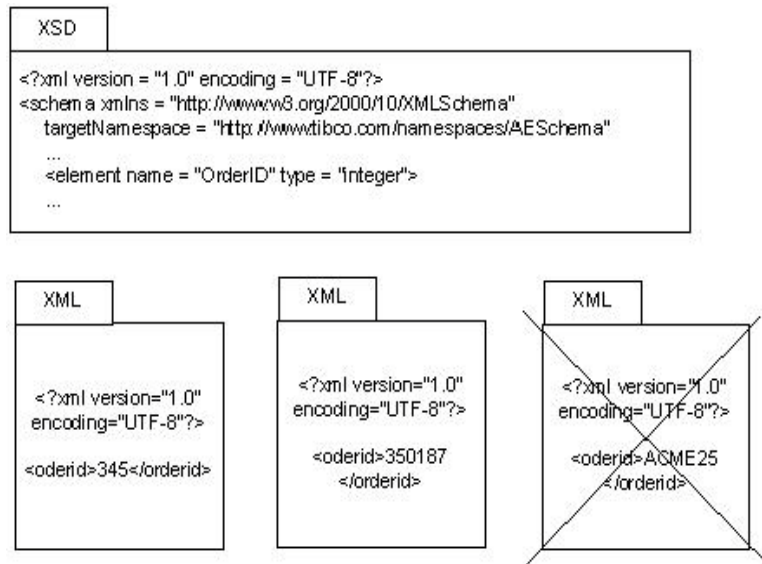 XSD
<?xml version = "1.0" encoding = "UTF-8"?>
<schema xmlns = "http://www.w3.org/2000/10/XMLSchema"
targetNamespace = "http://www.tibco.com/namespaces/AESchema"
...
<element name = "OrderID" type = "integer">
...
XML
<?xml version="1.0"
encoding="UTF-8"?>
<oderid>345</orderid>
XML
<?xml version="1.0"
encoding="UTF-8"?>
<oderid>350187
</orderid>
XML
<?xml version="1.0"
encoding="UTF-8"?>
<oderid>ACME25
</orderid>